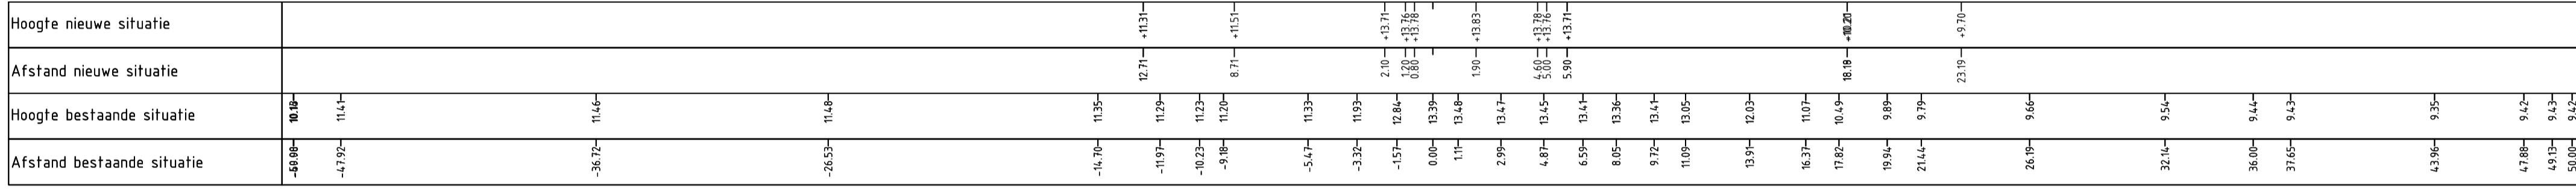 Hoogte nieuwe situatie +11.31 +11.51 +13.71 +13.76 +13.78 +13.83 +13.78 +13.76 +13.71 +9.70
Afstand nieuwe situatie 12.71 8.71 2.10 1.20 0.80 1.90 4.60 5.00 5.90 18.18 23.19
Hoogte bestaande situatie 11.41 11.46 11.48 11.35 11.29 11.23 11.20 11.33 11.93 12.84 13.39 13.48 13.47 13.45 13.41 13.36 13.41 13.05 12.03 11.07 10.49 9.89 9.79 9.66 9.54 9.44 9.43 9.35 9.42 9.43 9.42
Afstand bestaande situatie -47.92 -36.72 -26.53 -14.70 -11.97 -10.23 -9.18 -5.47 -3.32 -1.57 0.00 1.11 2.99 4.87 6.59 8.05 9.72 11.09 13.91 16.37 17.82 19.94 21.44 26.19 32.14 36.00 37.65 43.96 47.88 49.13 50.00